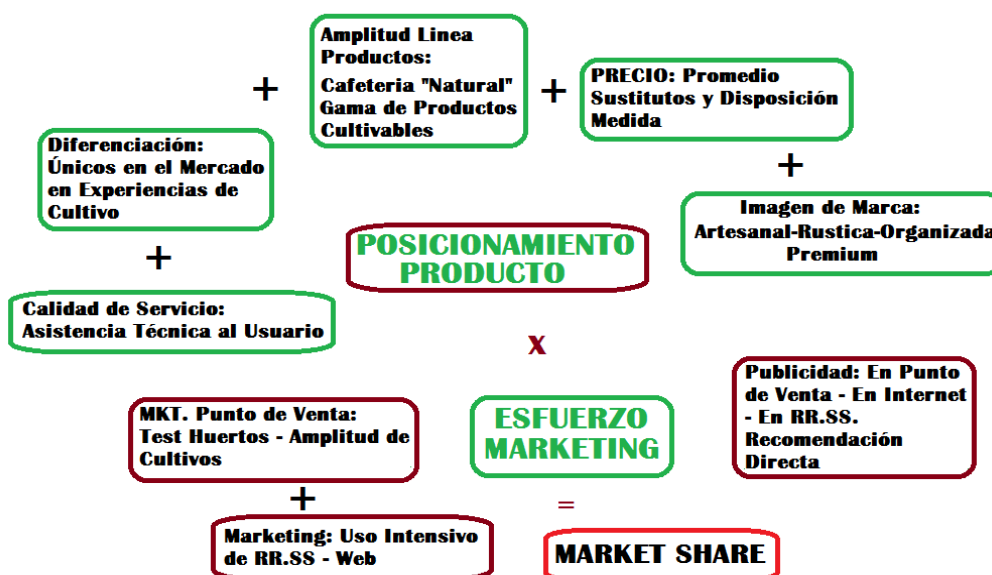 Amplitud Linea
Productos:
Cafeteria "Natural"
Gama de Productos
Cultivables
+
+
PRECIO: Promedio
Sustitutos y Disposición
Medida
Diferenciación:
Únicos en el Mercado
en Experiencias de
Cultivo
+
Imagen de Marca:
Artesanal-Rustica-Organizada
Premium
POSICIONAMIENTO
PRODUCTO
+
Calidad de Servicio:
Asistencia Técnica al Usuario
X
MKT. Punto de Venta:
Test Huertos - Amplitud de
Cultivos
ESFUERZO
MARKETING
Publicidad: En Punto
de Venta - En Internet
- En RR.SS.
Recomendación
Directa
+
=
Marketing: Uso Intensivo
de RR.SS - Web
MARKET SHARE